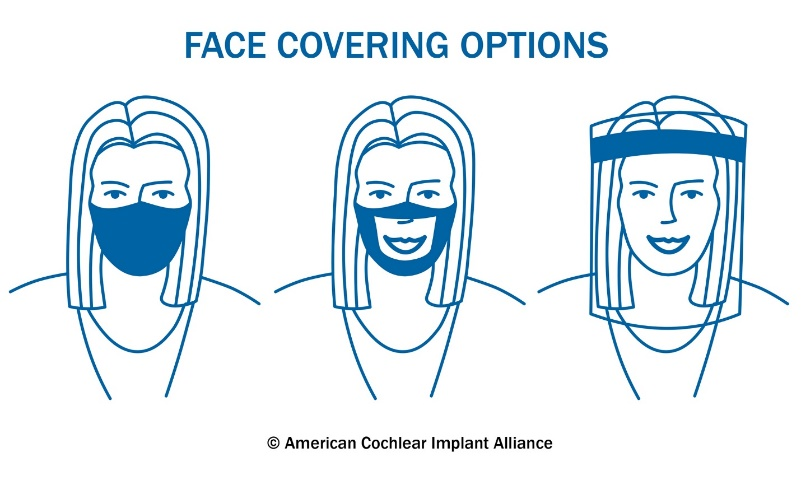 FACE COVERING OPTIONS
© American Cochlear Implant Alliance